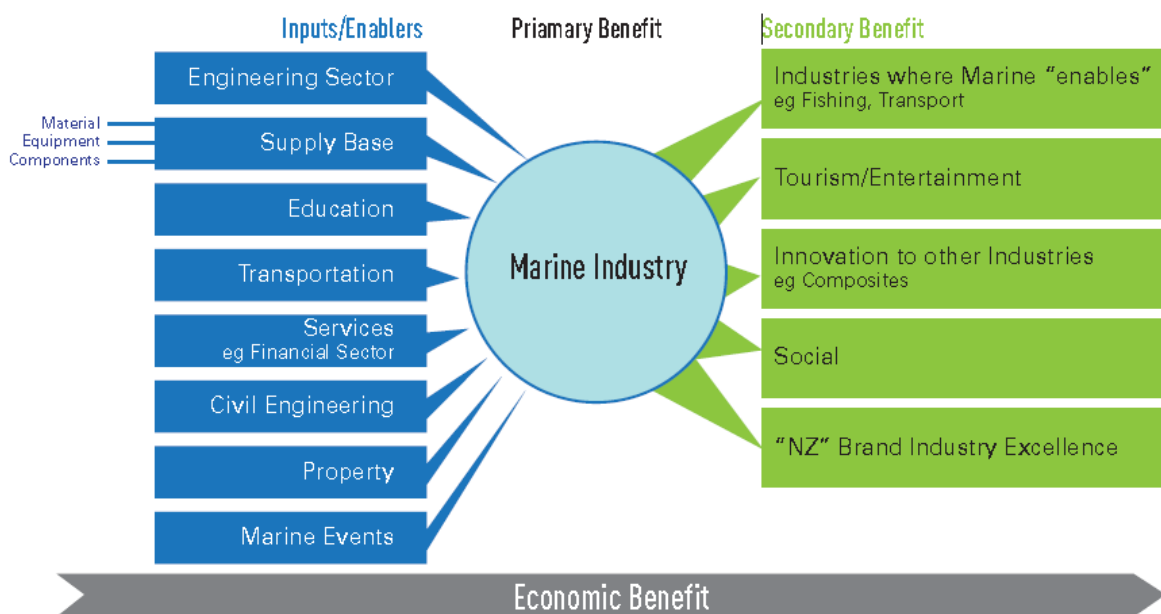 Inputs/Enablers
Priamary Benefit
Secondary Benefit
Engineering Sector
Material
Equipment
Components
Supply Base
Education
Transportation
Services
eg Financial Sector
Civil Engineering
Property
Marine Events
Marine Industry
Industries where Marine “enables”
eg Fishing, Transport
Tourism/Entertainment
Innovation to other Industries
eg Composites
Social
“NZ” Brand Industry Excellence
Economic Benefit